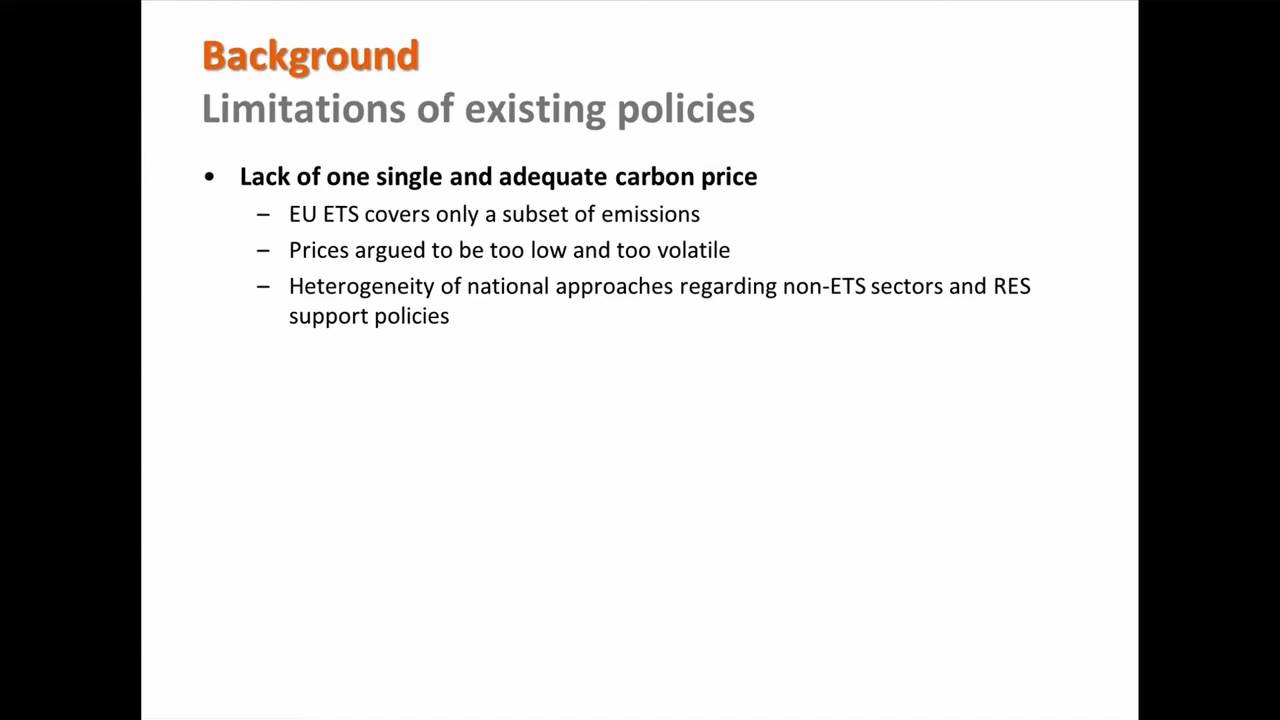 Background
Limitations of existing policies
• Lack of one single and adequate carbon price
– EU ETS covers only a subset of emissions
– Prices argued to be too low and too volatile
– Heterogeneity of national approaches regarding non-ETS sectors and RES
support policies